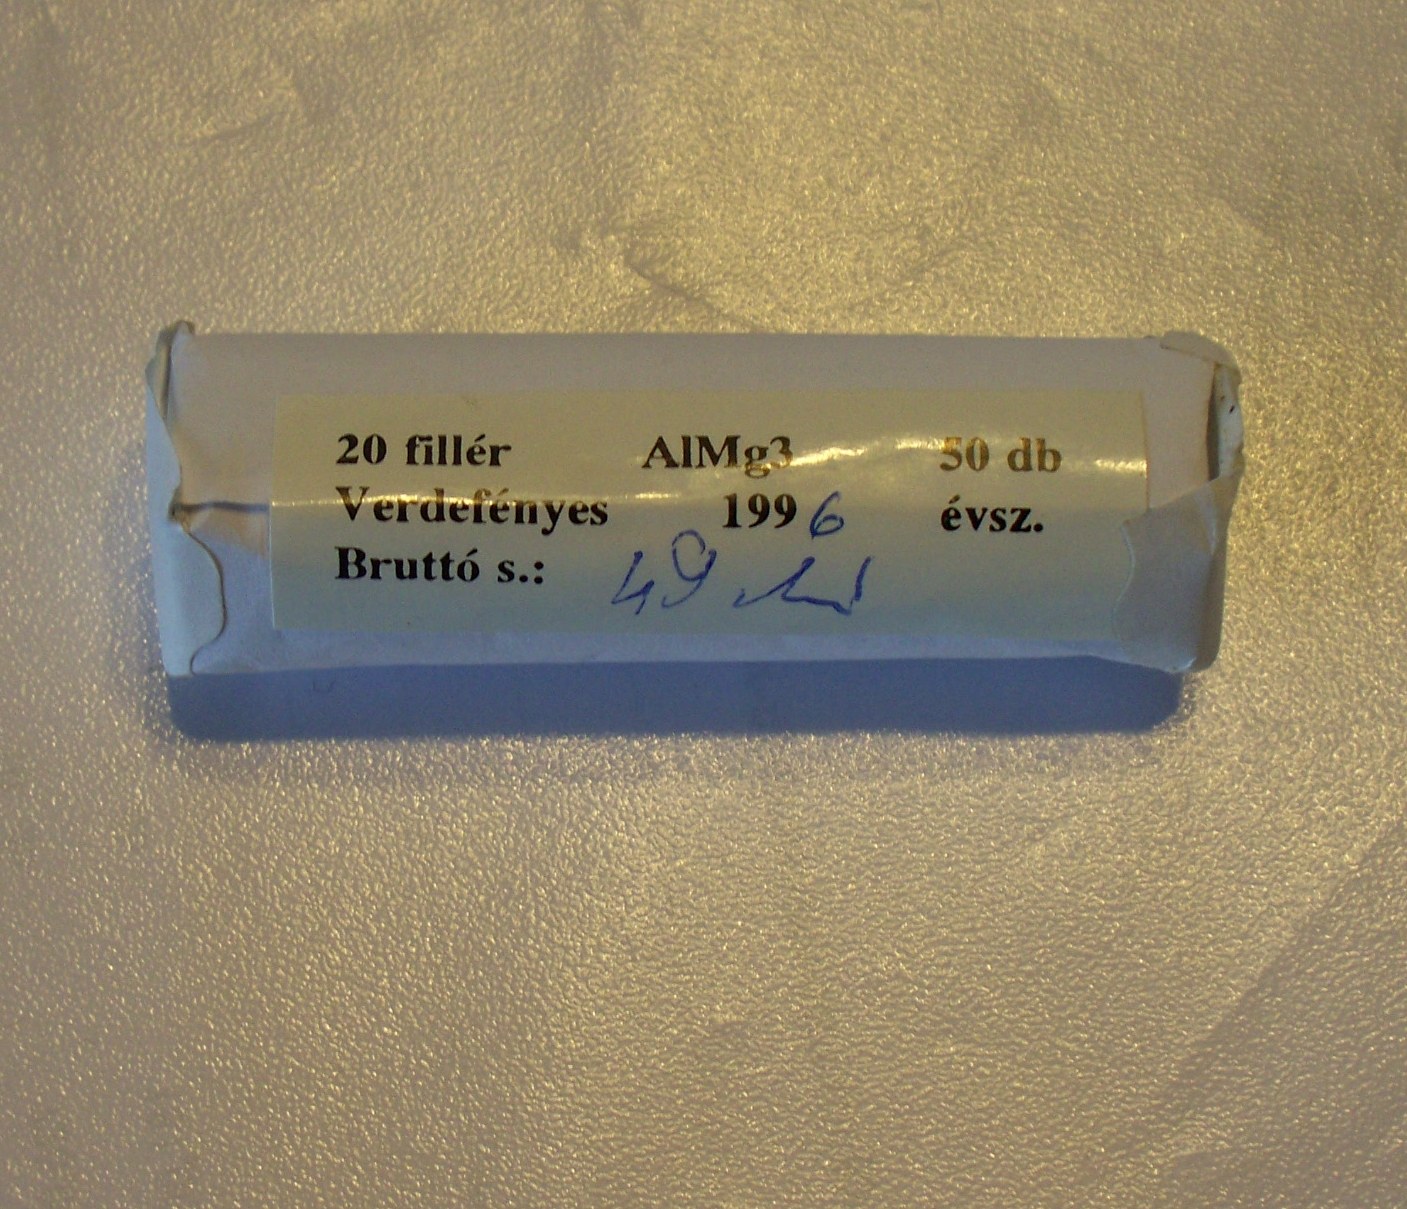 20 fillér AlMg3 50 db
Verdefényes 1996 évsz.
Bruttó s.: 49